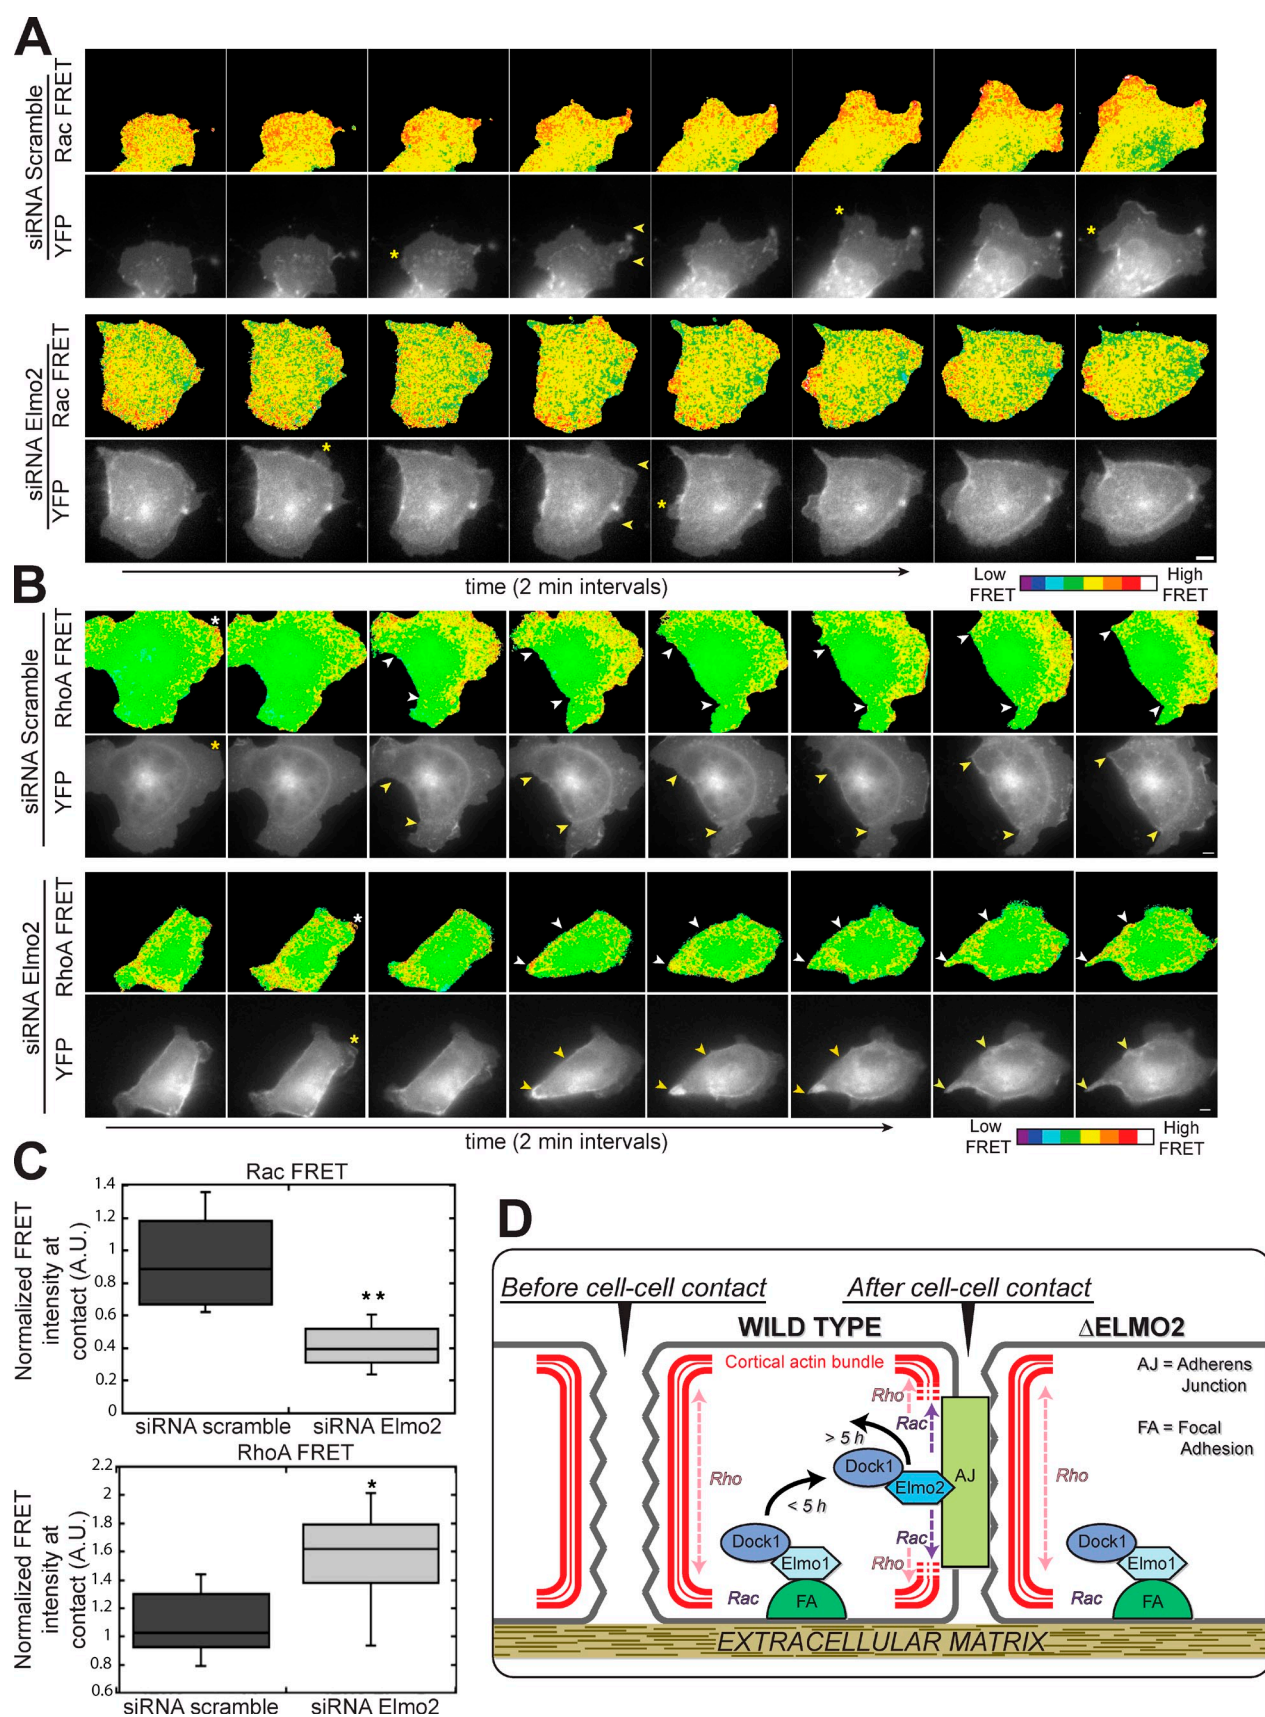 A
siRNA Scramble
Rac FRET
YFP
siRNA Elmo2
Rac FRET
YFP
time (2 min intervals)
Low FRET
High FRET
B
siRNA Scramble
RhoA FRET
YFP
siRNA Elmo2
RhoA FRET
YFP
time (2 min intervals)
Low FRET
High FRET
C
Rac FRET
Normalized FRET
intensity at
contact (A.U.)
1.4
1.2
1
0.8
0.6
0.4
0.2
0
**
siRNA scramble
siRNA Elmo2
RhoA FRET
Normalized FRET
intensity at
contact (A.U.)
2.2
2
1.8
1.6
1.4
1.2
1
0.8
0.6
*
siRNA scramble
siRNA Elmo2
D
Before cell-cell contact
After cell-cell contact
WILD TYPE
ΔELMO2
Cortical actin bundle
AJ = Adherens
Junction
FA = Focal
Adhesion
Rho
Rac
> 5 h
Dock1
Elmo2
AJ
Rho
< 5 h
Rac
Rho
Dock1
Elmo1
Rac
FA
Rho
Dock1
Elmo1
Rac
FA
EXTRACELLULAR MATRIX